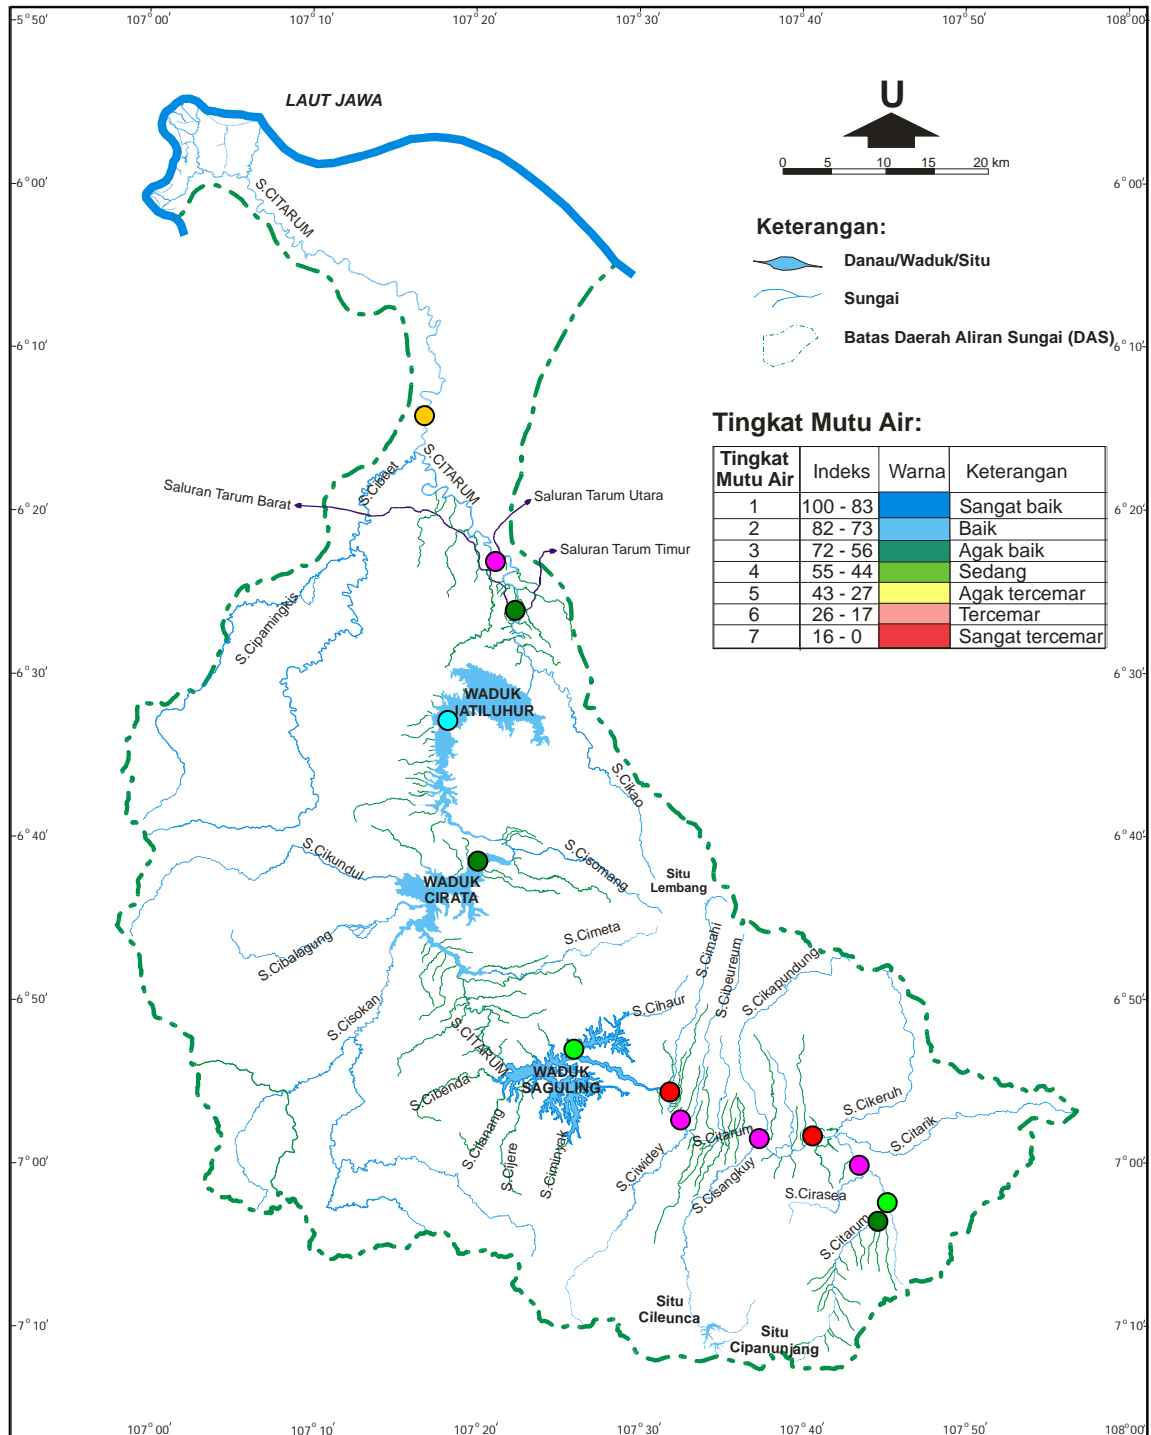 107° 00′ 107° 10′ 107° 20′ 107° 30′ 107° 40′ 107° 50′ 108° 00′
5° 50′
LAUT JAWA
U
0 5 10 15 20 km
6° 00′ 6° 00′
S.CITARUM
Keterangan:
Danau/Waduk/Situ
Sungai
Batas Daerah Aliran Sungai (DAS)
6° 10′ 6° 10′
Tingkat Mutu Air:
Tingkat Mutu Air Indeks Warna Keterangan
1 100 - 83 Sangat baik
2 82 - 73 Baik
3 72 - 56 Agak baik
4 55 - 44 Sedang
5 43 - 27 Agak tercemar
6 26 - 17 Tercemar
7 16 - 0 Sangat tercemar
S.Cibeet
S.CITARUM
Saluran Tarum Barat
Saluran Tarum Utara
6° 20′ 6° 20′
Saluran Tarum Timur
S.Cipamingkis
6° 30′ 6° 30′
WADUK
JATILUHUR
S.Cikao
6° 40′ 6° 40′
S.Cikundul
S.Cisomang
Situ
Lembang
WADUK
CIRATA
S.Cibalagung
S.Cimeta
S.Cimahi
S.Cibeureum
S.Cikapundung
6° 50′ 6° 50′
S.Cisokan
S.Cihaur
S.CITARUM
WADUK
SAGULING
S.Cibenda
S.Cikeruh
S.Citarik
S.Citarum
S.Cilanang
S.Cijere
S.Ciminyak
S.Ciwidey
S.Cisangkuy
7° 00′ 7° 00′
S.Cirasea
S.Citarum
Situ
Cileunca
7° 10′ 7° 10′
Situ
Cipanunjang
107° 00′ 107° 10′ 107° 20′ 107° 30′ 107° 40′ 107° 50′ 108° 00′